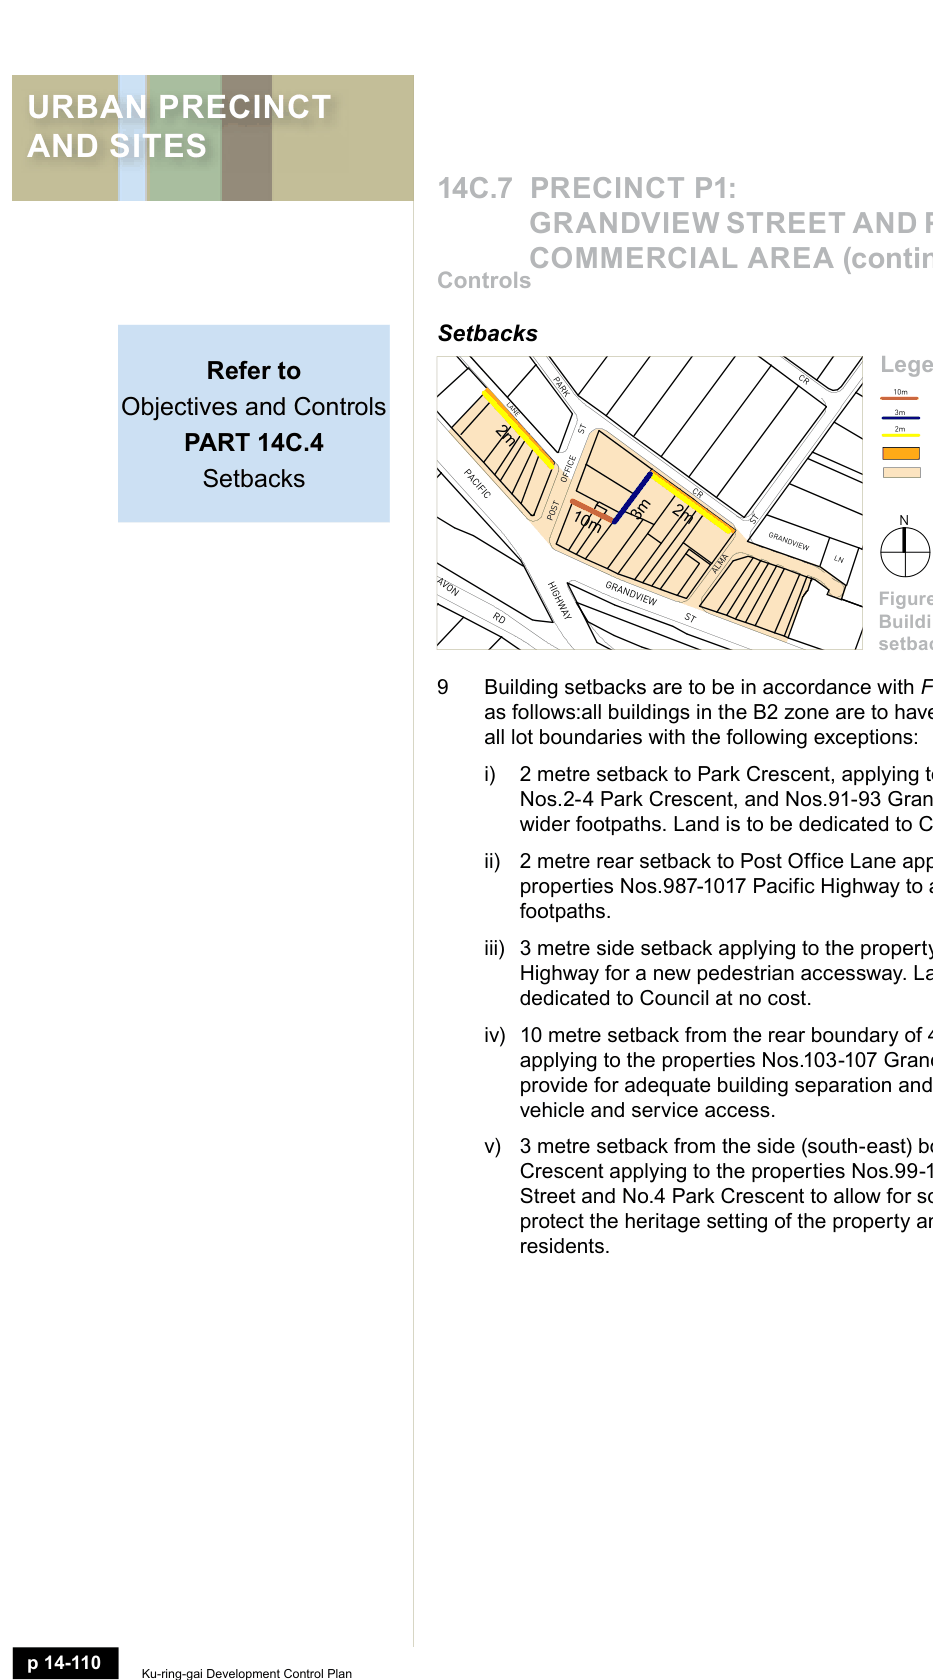 URBAN PRECINCT
AND SITES
14C.7 PRECINCT P1:
GRANDVIEW STREET AND
COMMERCIAL AREA (contin
Controls
Refer to
Objectives and Controls
PART 14C.4
Setbacks
Setbacks
PARK
ST
CR
LANE
2m
OFFICE
POST
PACIFIC
10m
3m
2m
CR
ST
GRANDVIEW
LN
ALMA
GRANDVIEW
ST
HIGHWAY
AVON
RD
Lege
10m
3m
2m
N
Figure
Buildi
setbac
9 Building setbacks are to be in accordance with F
as follows:all buildings in the B2 zone are to have
all lot boundaries with the following exceptions:
i) 2 metre setback to Park Crescent, applying to
Nos.2-4 Park Crescent, and Nos.91-93 Gran
wider footpaths. Land is to be dedicated to C
ii) 2 metre rear setback to Post Office Lane app
properties Nos.987-1017 Pacific Highway to a
footpaths.
iii) 3 metre side setback applying to the property
Highway for a new pedestrian accessway. La
dedicated to Council at no cost.
iv) 10 metre setback from the rear boundary of 4
applying to the properties Nos.103-107 Grand
provide for adequate building separation and
vehicle and service access.
v) 3 metre setback from the side (south-east) bo
Crescent applying to the properties Nos.99-1
Street and No.4 Park Crescent to allow for so
protect the heritage setting of the property an
residents.
p 14-110
Ku-ring-gai Development Control Plan